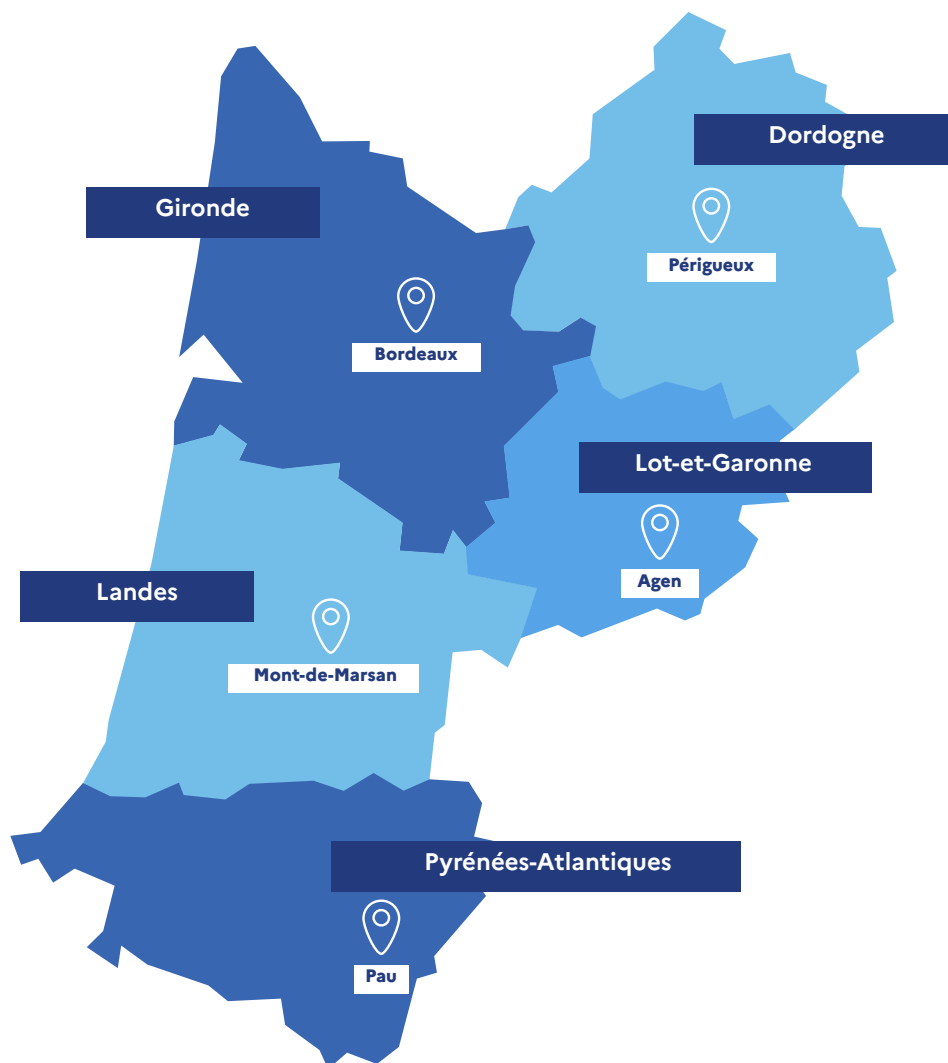 Dordogne
Gironde
Périgueux
Bordeaux
Lot-et-Garonne
Agen
Landes
Mont-de-Marsan
Pyrénées-Atlantiques
Pau